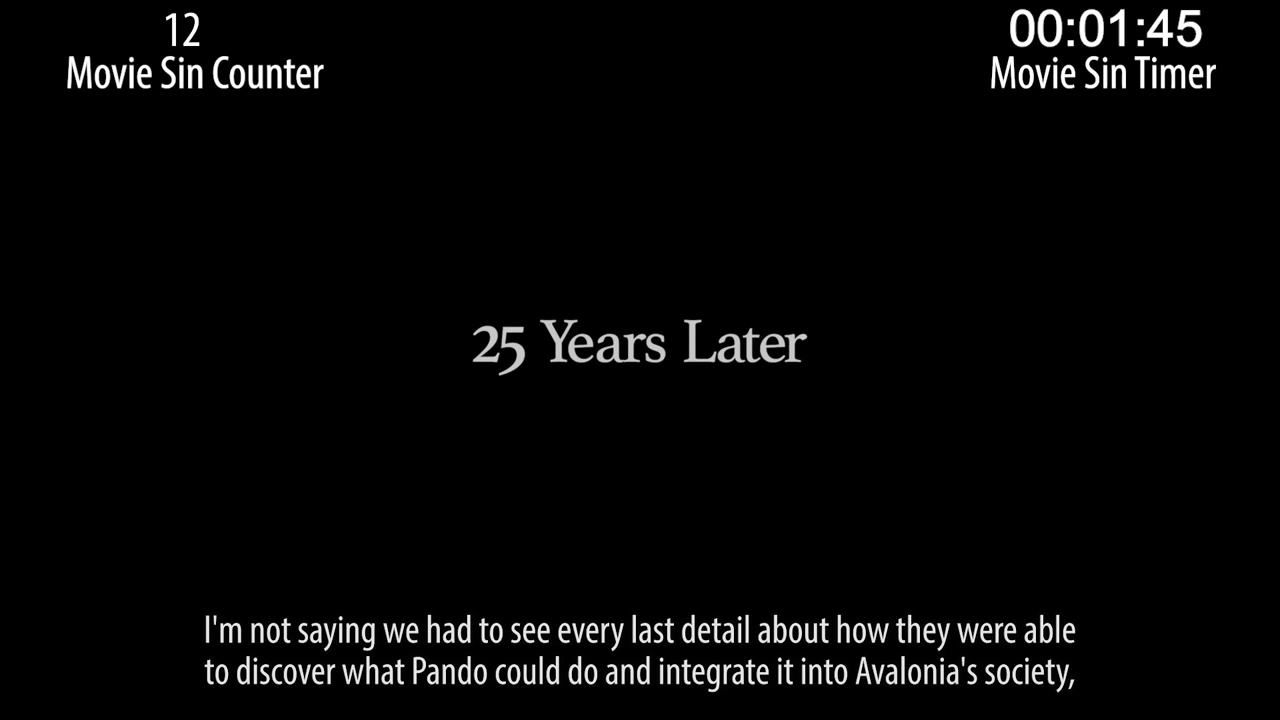 12
Movie Sin Counter
00:01:45
Movie Sin Timer
25 Years Later
I'm not saying we had to see every last detail about how they were able
to discover what Pando could do and integrate it into Avalonia's society,